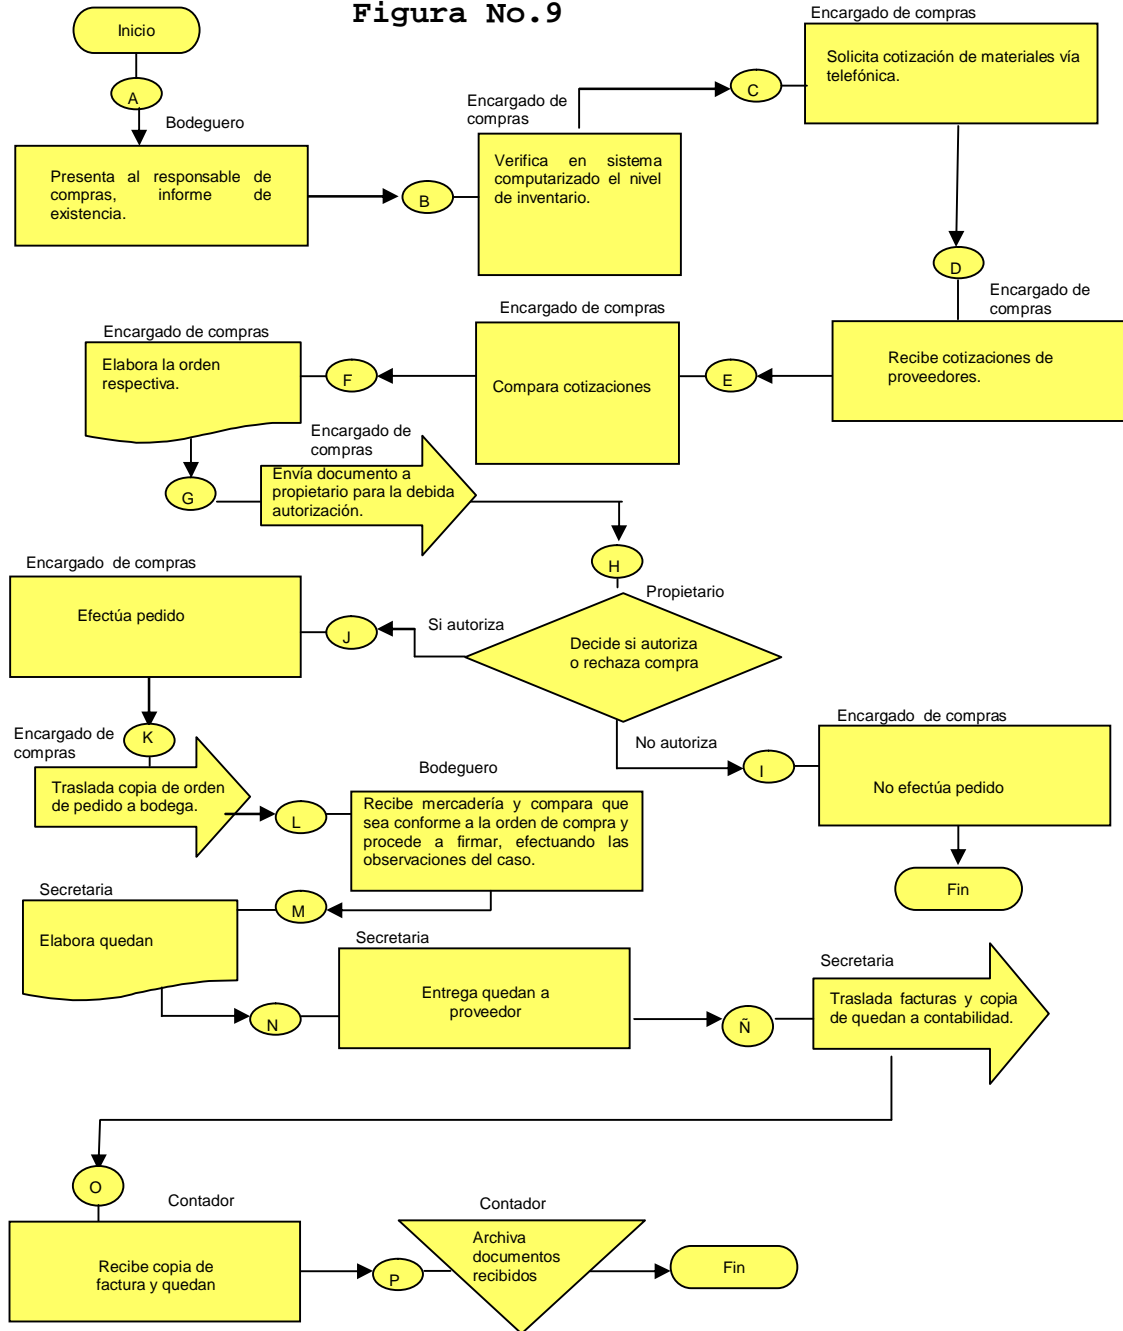 Figura No.9
Inicio
A
Bodeguero
Presenta al responsable de
compras, informe de
existencia.
B
Encargado de
compras
Verifica en sistema
computarizado el nivel
de inventario.
C
Encargado de compras
Solicita cotización de materiales vía
telefónica.
D
Encargado de
compras
Recibe cotizaciones de
proveedores.
E
Encargado de compras
Compara cotizaciones
F
Encargado de compras
Elabora la orden
respectiva.
G
Encargado de
compras
Envía documento a
propietario para la debida
autorización.
H
Propietario
Decide si autoriza
o rechaza compra
Si autoriza
J
Encargado de compras
Efectúa pedido
No autoriza
I
Encargado de compras
No efectúa pedido
Fin
K
Encargado de
compras
Traslada copia de orden
de pedido a bodega.
L
Bodeguero
Recibe mercadería y compara que
sea conforme a la orden de compra y
procede a firmar, efectuando las
observaciones del caso.
M
Secretaria
Elabora quedan
N
Secretaria
Entrega quedan a
proveedor
Ñ
Secretaria
Traslada facturas y copia
de quedan a contabilidad.
O
Contador
Recibe copia de
factura y quedan
P
Contador
Archiva
documentos
recibidos
Fin